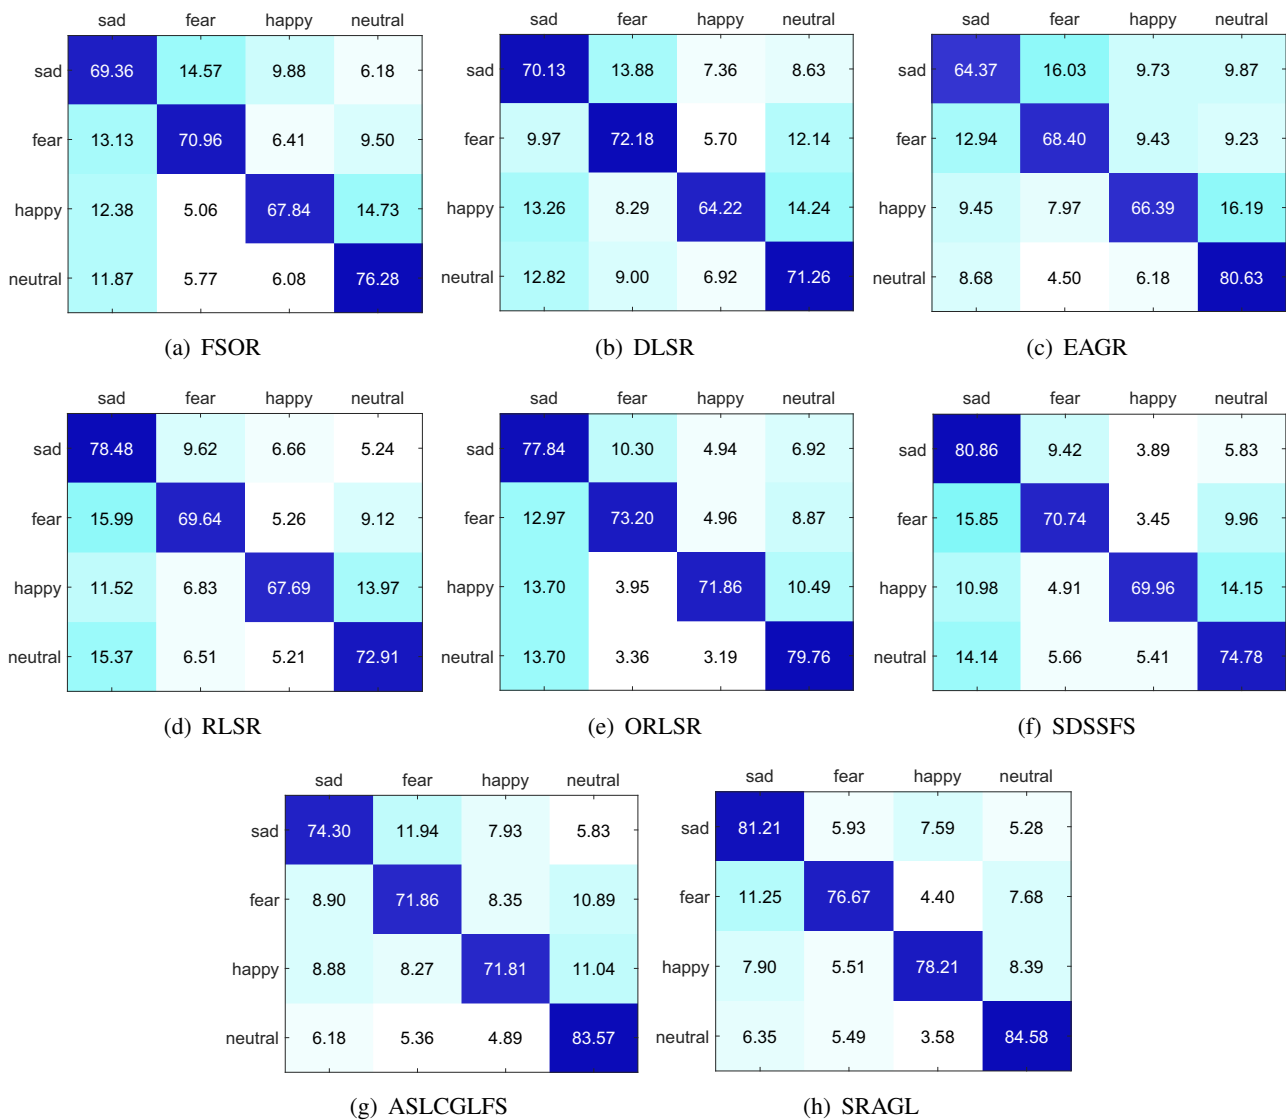 sad fear happy neutral sad fear happy neutral sad fear happy neutral
sad 69.36 14.57 9.88 6.18 sad 70.13 13.88 7.36 8.63 sad 64.37 16.03 9.73 9.87
fear 13.13 70.96 6.41 9.50 fear 9.97 72.18 5.70 12.14 fear 12.94 68.40 9.43 9.23
happy 12.38 5.06 67.84 14.73 happy 13.26 8.29 64.22 14.24 happy 9.45 7.97 66.39 16.19
neutral 11.87 5.77 6.08 76.28 neutral 12.82 9.00 6.92 71.26 neutral 8.68 4.50 6.18 80.63
(a) FSOR (b) DLSR (c) EAGR
sad fear happy neutral sad fear happy neutral sad fear happy neutral
sad 78.48 9.62 6.66 5.24 sad 77.84 10.30 4.94 6.92 sad 80.86 9.42 3.89 5.83
fear 15.99 69.64 5.26 9.12 fear 12.97 73.20 4.96 8.87 fear 15.85 70.74 3.45 9.96
happy 11.52 6.83 67.69 13.97 happy 13.70 3.95 71.86 10.49 happy 10.98 4.91 69.96 14.15
neutral 15.37 6.51 5.21 72.91 neutral 13.70 3.36 3.19 79.76 neutral 14.14 5.66 5.41 74.78
(d) RLSR (e) ORLSR (f) SDSSFS
sad fear happy neutral sad fear happy neutral
sad 74.30 11.94 7.93 5.83 sad 81.21 5.93 7.59 5.28
fear 8.90 71.86 8.35 10.89 fear 11.25 76.67 4.40 7.68
happy 8.88 8.27 71.81 11.04 happy 7.90 5.51 78.21 8.39
neutral 6.18 5.36 4.89 83.57 neutral 6.35 5.49 3.58 84.58
(g) ASLCGLFS (h) SRAGL